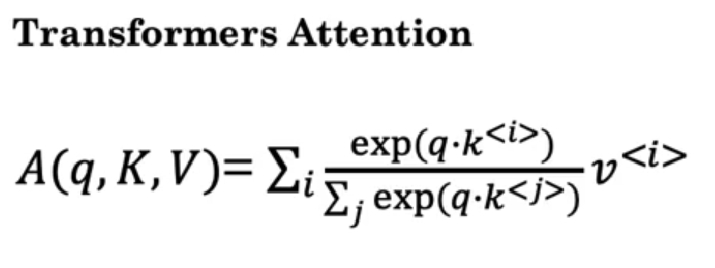 Transformers Attention
A(q, K, V)= ∑ᵢ exp(q·k^{<i>}) / ∑ⱼ exp(q·k^{<j>}) v^{<i>}